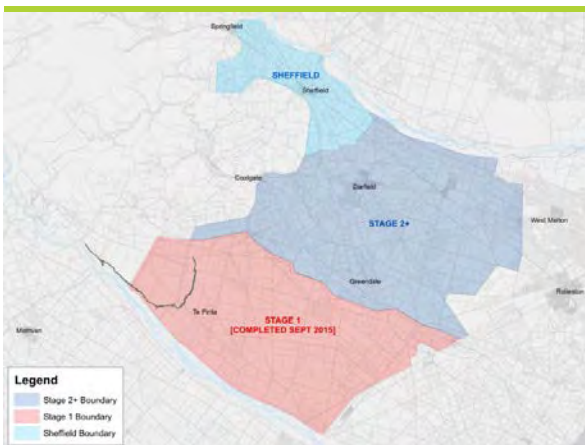 Springfield
SHEFFIELD
Sheffield
Coalgate
Darfield
West Melton
STAGE 2+
Greendale
Rolleston
Te Pirita
STAGE 1
[COMPLETED SEPT 2015]
Methven
Legend
Stage 2+ Boundary
Stage 1 Boundary
Sheffield Boundary